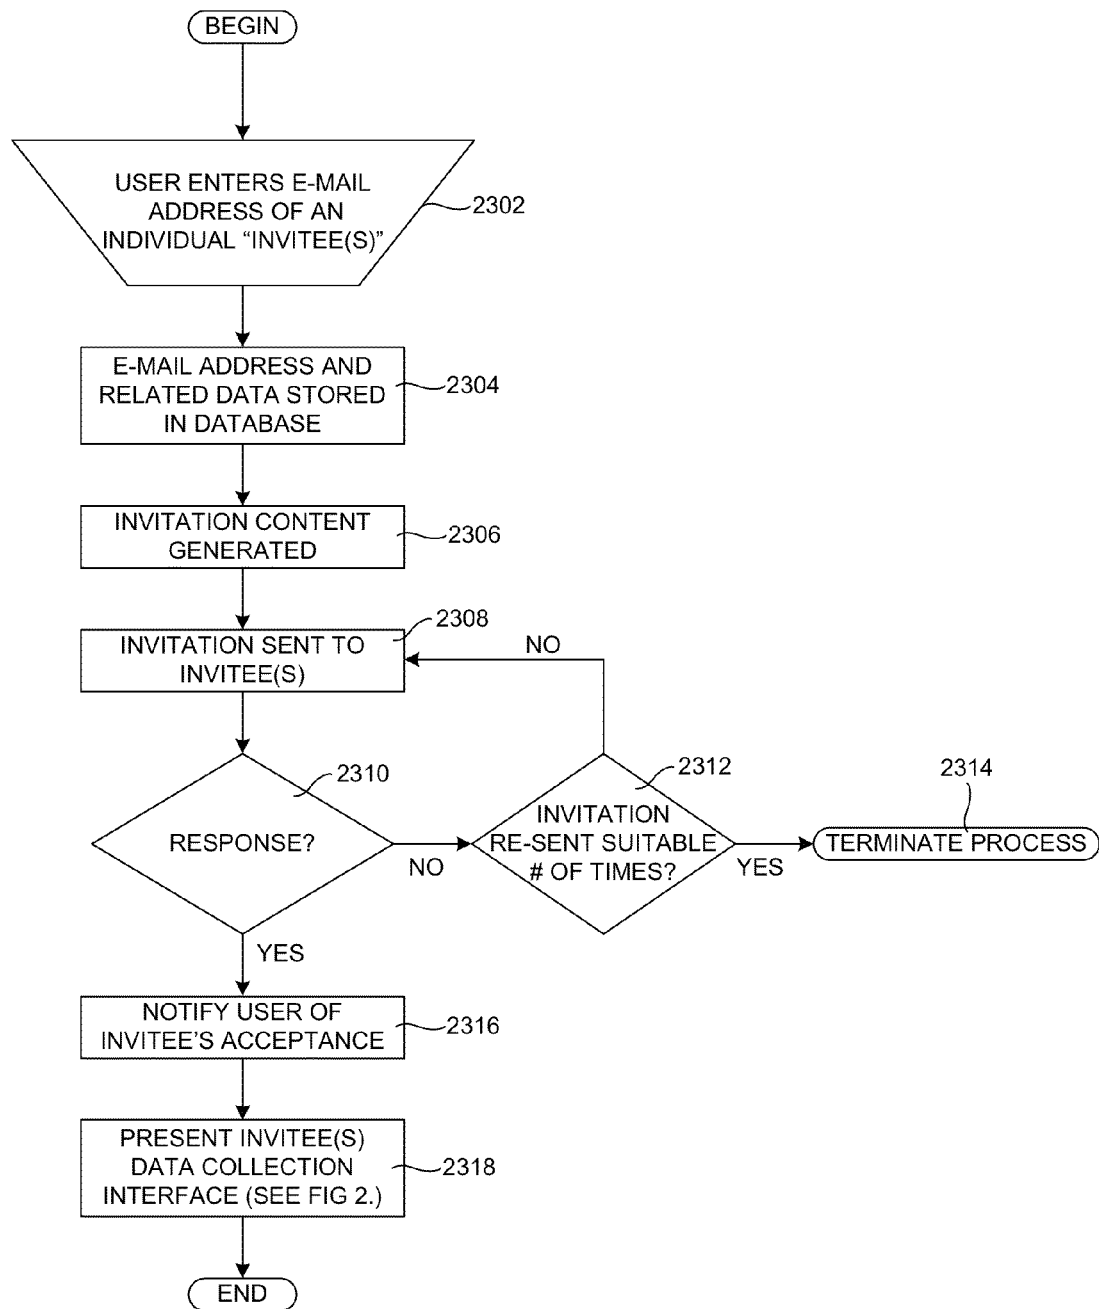 BEGIN
USER ENTERS E-MAIL
ADDRESS OF AN
INDIVIDUAL “INVITEE(S)”
2302
E-MAIL ADDRESS AND
RELATED DATA STORED
IN DATABASE
2304
INVITATION CONTENT
GENERATED
2306
INVITATION SENT TO
INVITEE(S)
2308
NO
RESPONSE?
2310
NO
INVITATION
RE-SENT SUITABLE
# OF TIMES?
2312
YES
TERMINATE PROCESS
2314
YES
NOTIFY USER OF
INVITEE’S ACCEPTANCE
2316
PRESENT INVITEE(S)
DATA COLLECTION
INTERFACE (SEE FIG 2.)
2318
END